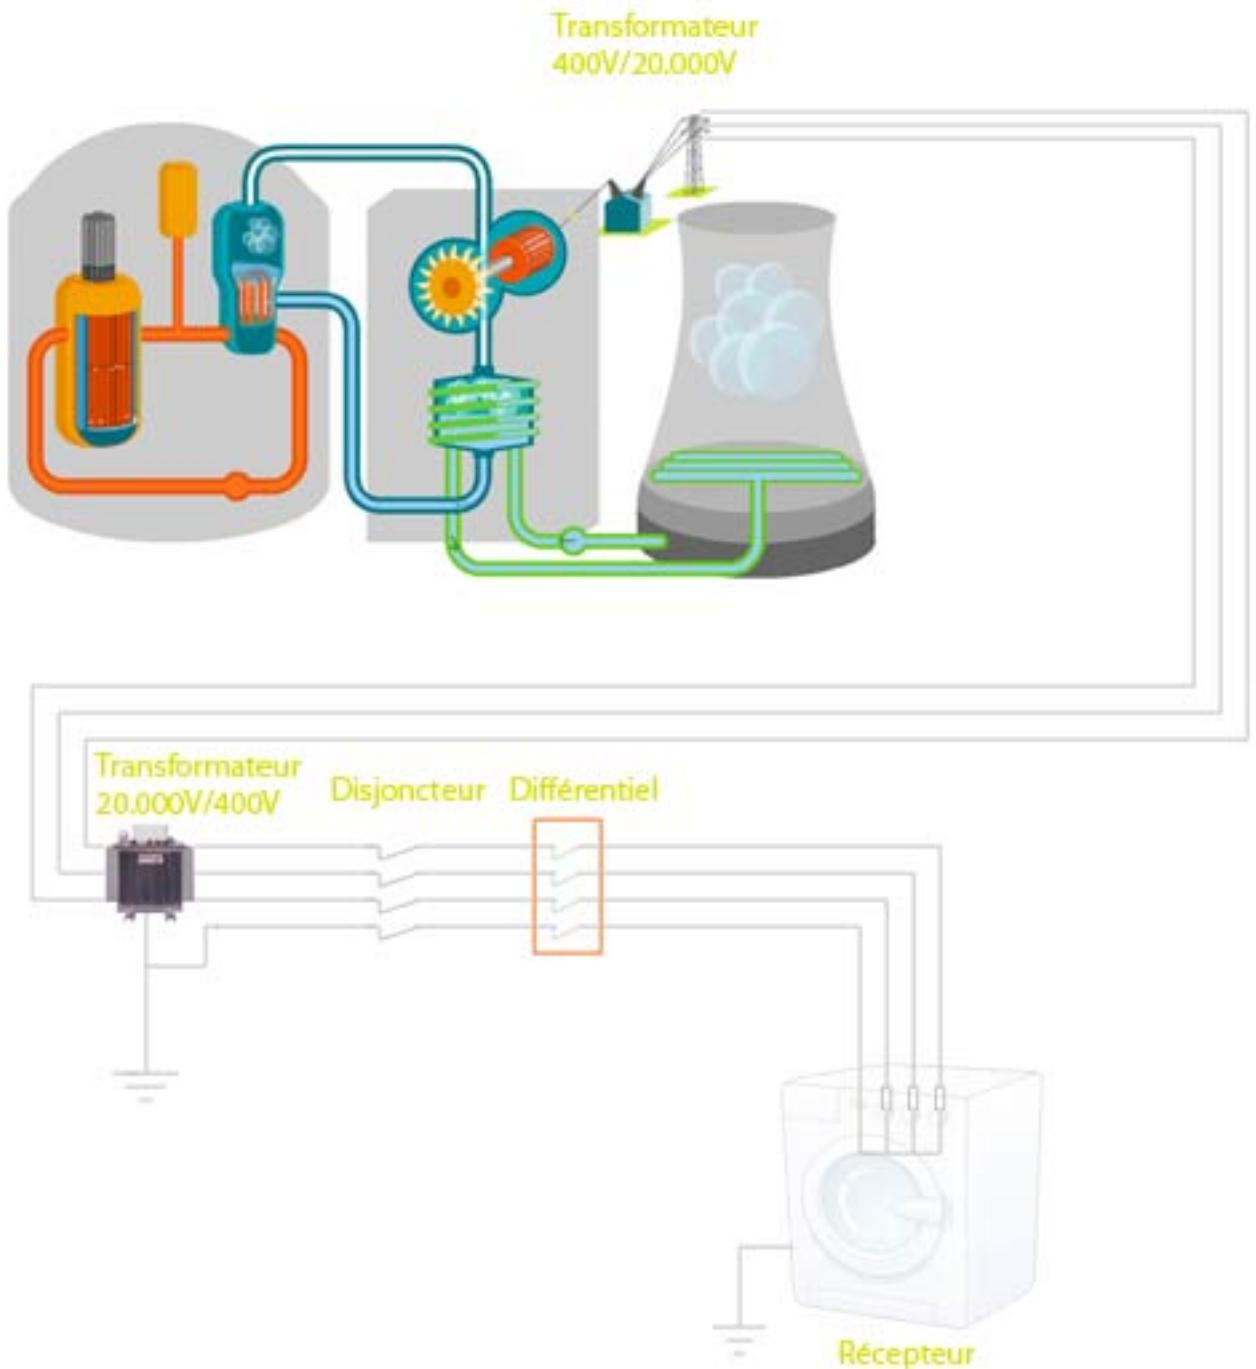 Transformateur
400V/20.000V
Transformateur
20.000V/400V
Disjoncteur
Différentiel
Récepteur